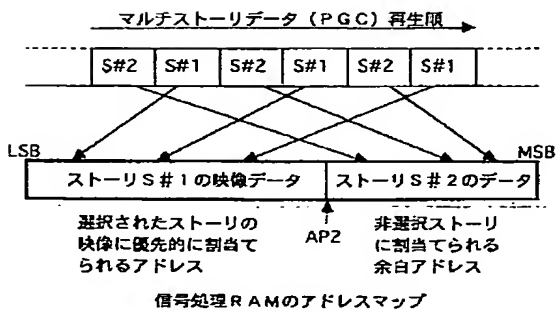 マルチストーリデータ（PGC）再生順
S#2 S#1 S#2 S#1 S#2 S#1
LSB MSB
ストーリS#1の映像データ ストーリS#2のデータ
AP2
選択されたストーリの
映像に優先的に割当て
られるアドレス
非選択ストーリ
に割当てられる
余白アドレス
信号処理RAMのアドレスマップ